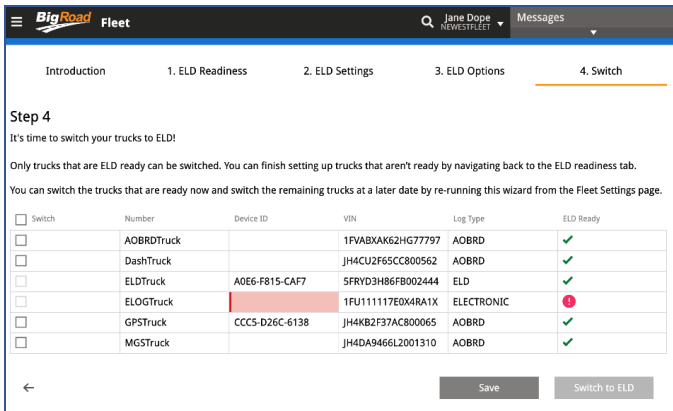 BigRoad Fleet Jane Dope Messages
NEWESTFLEET
Introduction 1. ELD Readiness 2. ELD Settings 3. ELD Options 4. Switch
Step 4
It's time to switch your trucks to ELD!
Only trucks that are ELD ready can be switched. You can finish setting up trucks that aren't ready by navigating back to the ELD readiness tab.
You can switch the trucks that are ready now and switch the remaining trucks at a later date by re-running this wizard from the Fleet Settings page.
Switch Number Device ID VIN Log Type ELD Ready
AOBRDTruck 1FVABXAK62HG77797 AOBRD
DashTruck JH4CU2F65CC800562 AOBRD
ELDTruck A0E6-F815-CAF7 5FRYD3H86FB002444 ELD
ELOGTruck 1FU111117E0X4RA1X ELECTRONIC
GPSTruck CCC5-D26C-6138 JH4KB2F37AC800065 AOBRD
MGSTruck JH4DA9466L2001310 AOBRD
Save Switch to ELD